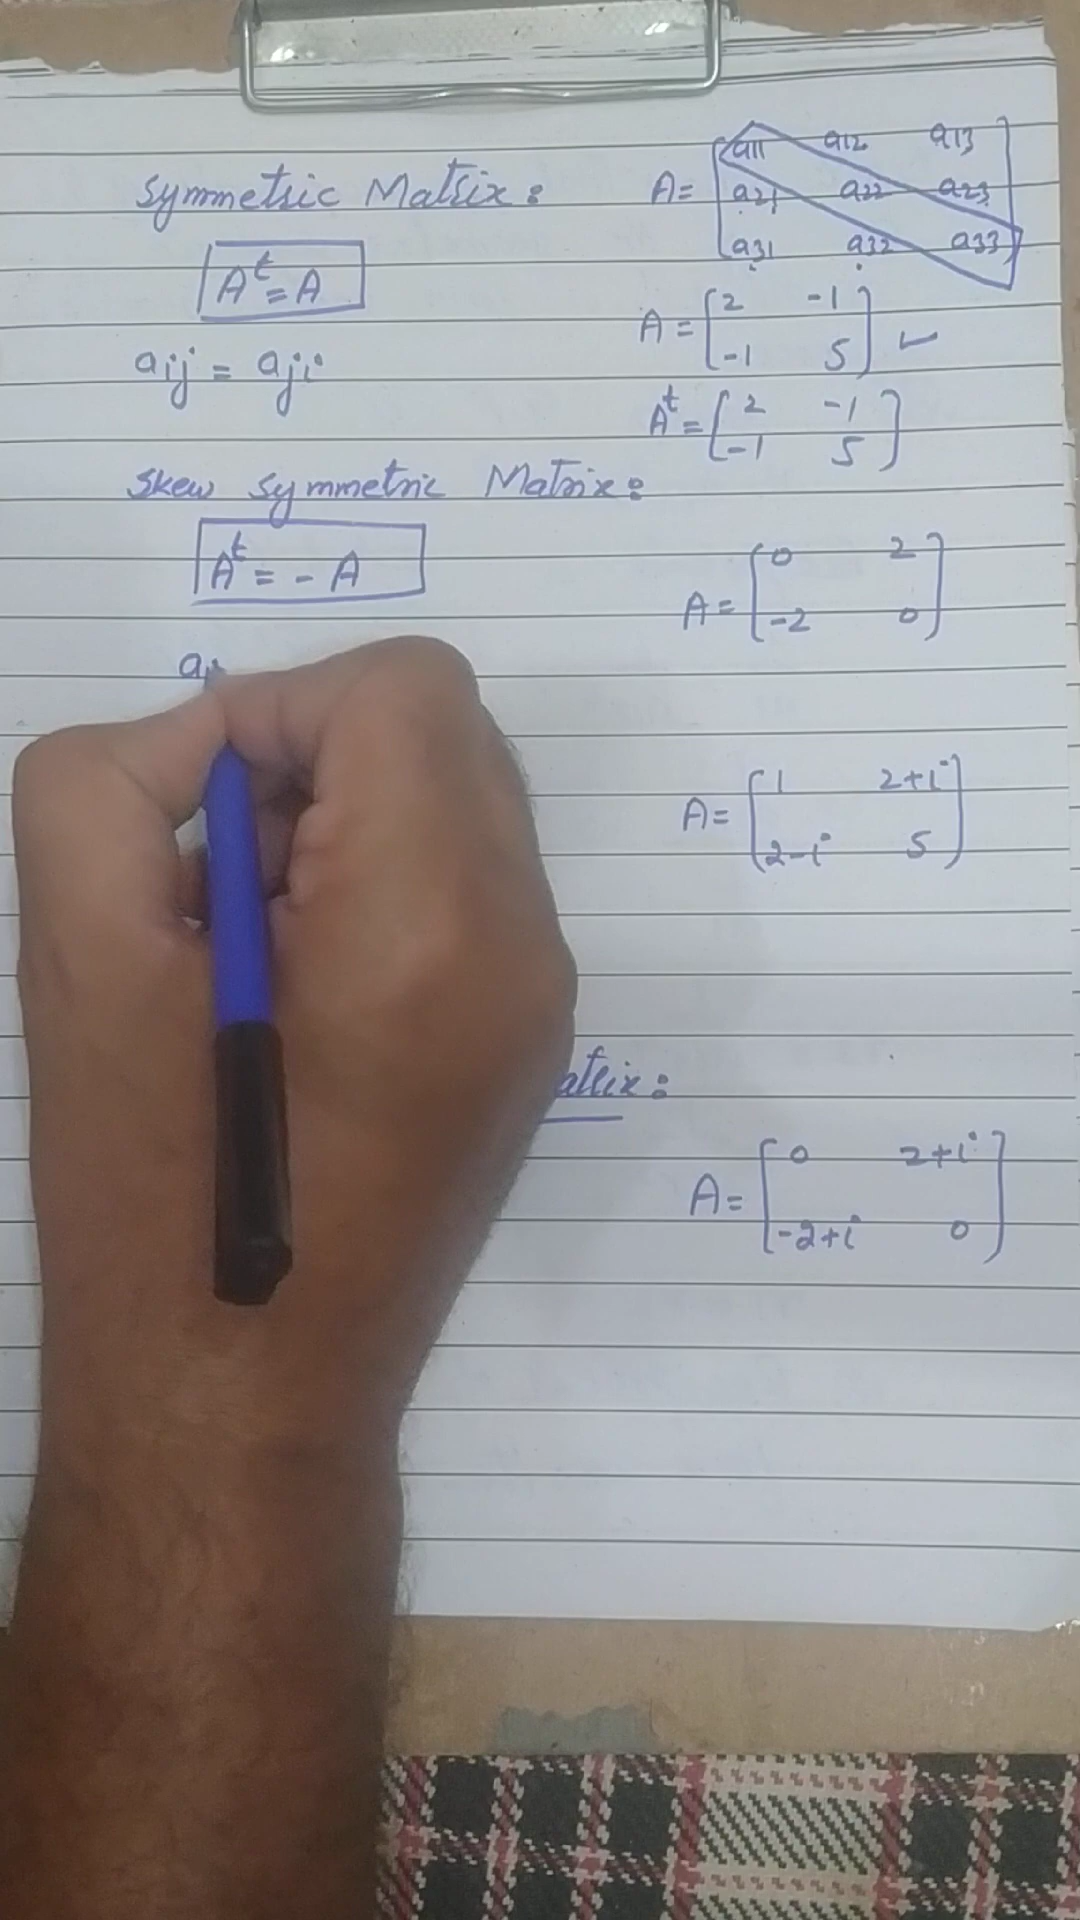 Symmetric Matrix:
A = [a11 a12 a13
a21 a22 a23
a31 a32 a33]
A^t = A
A = [2 -1
-1 5] ✓
aij = aji
A^t = [2 -1
-1 5]
Skew Symmetric Matrix:
A^t = - A
A = [0 2
-2 0]
ai
A = [1 2+i
2-i 5]
atrix:
A = [0 2+i
-2+i 0]